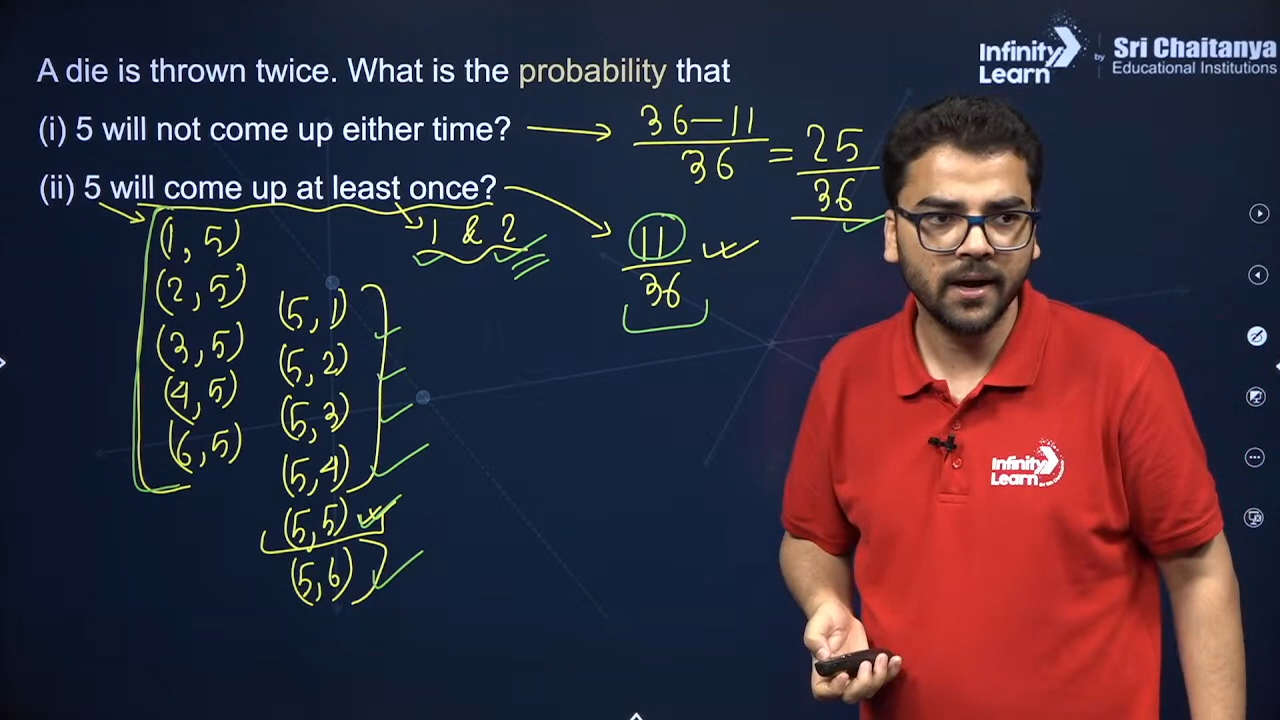 A die is thrown twice. What is the probability that
(i) 5 will not come up either time?
36-11
36
=
25
36
(ii) 5 will come up at least once?
1 & 2
11
36
(1, 5)
(2, 5)
(3, 5)
(4, 5)
(6, 5)
(5, 1)
(5, 2)
(5, 3)
(5, 4)
(5, 5)
(5, 6)
Infinity Learn by Sri Chaitanya Educational Institutions
Infinity
Learn